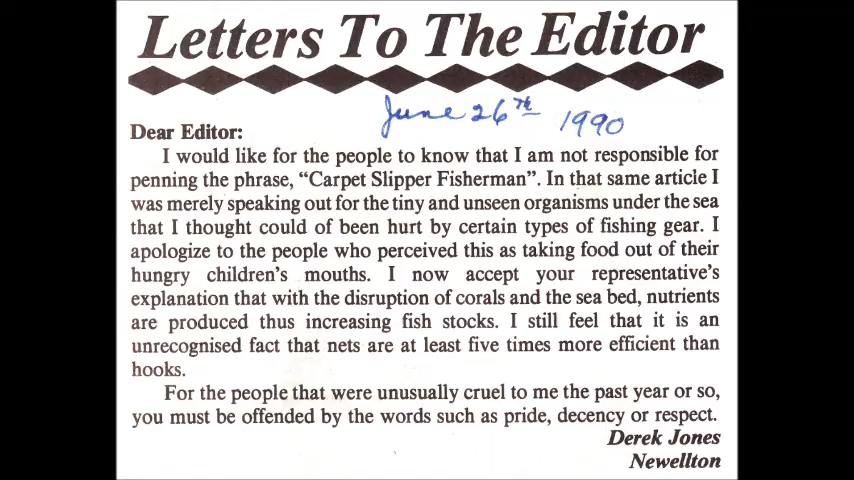 Letters To The Editor
June 26th 1990
Dear Editor:
I would like for the people to know that I am not responsible for
penning the phrase, “Carpet Slipper Fisherman”. In that same article I
was merely speaking out for the tiny and unseen organisms under the sea
that I thought could of been hurt by certain types of fishing gear. I
apologize to the people who perceived this as taking food out of their
hungry children’s mouths. I now accept your representative’s
explanation that with the disruption of corals and the sea bed, nutrients
are produced thus increasing fish stocks. I still feel that it is an
unrecognised fact that nets are at least five times more efficient than
hooks.
For the people that were unusually cruel to me the past year or so,
you must be offended by the words such as pride, decency or respect.
Derek Jones
Newellton